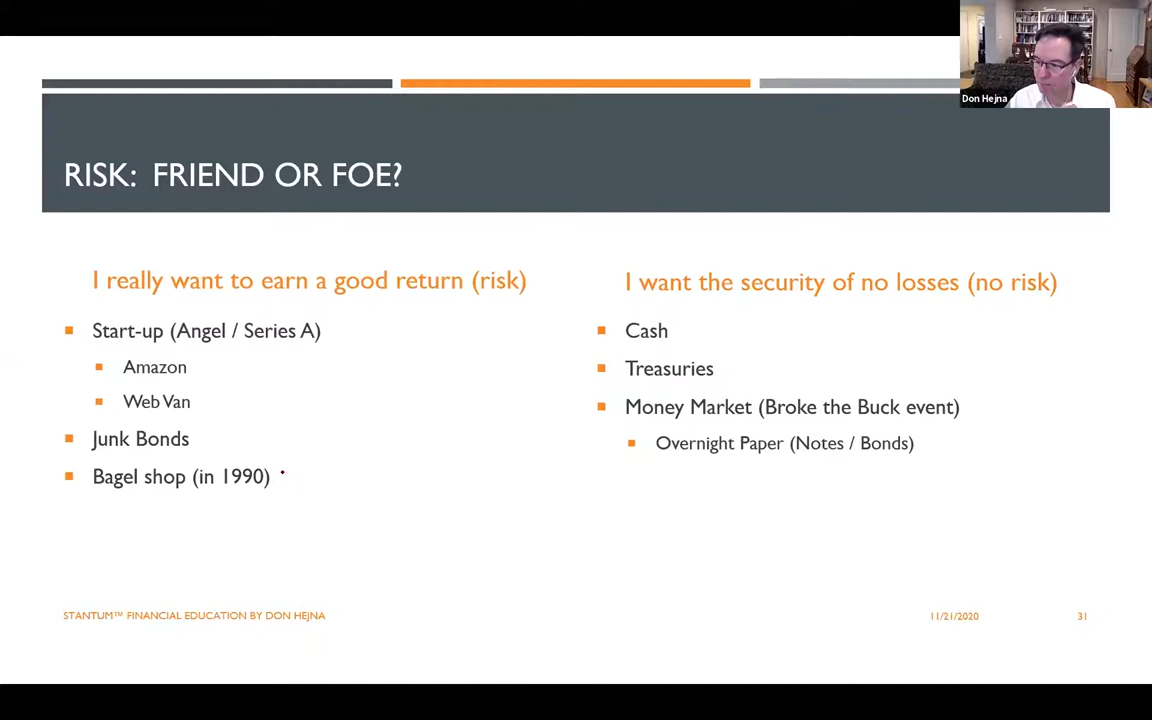 Don Hejna
RISK: FRIEND OR FOE?
I really want to earn a good return (risk)
Start-up (Angel / Series A)
Amazon
Web Van
Junk Bonds
Bagel shop (in 1990)
I want the security of no losses (no risk)
Cash
Treasuries
Money Market (Broke the Buck event)
Overnight Paper (Notes / Bonds)
STANTUM™ FINANCIAL EDUCATION BY DON HEJNA
11/21/2020
31